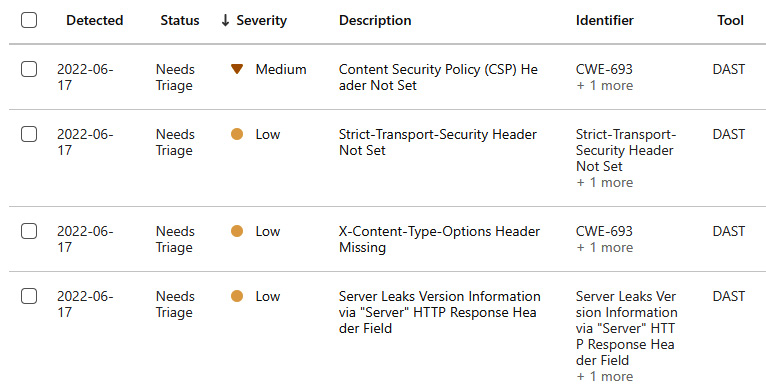 Detected Status ↓ Severity Description Identifier Tool
2022-06-
17
Needs
Triage
Medium
Content Security Policy (CSP) He
ader Not Set
CWE-693
+ 1 more
DAST
2022-06-
17
Needs
Triage
Low
Strict-Transport-Security Header
Not Set
Strict-Transport-
Security Header
Not Set
+ 1 more
DAST
2022-06-
17
Needs
Triage
Low
X-Content-Type-Options Header
Missing
CWE-693
+ 1 more
DAST
2022-06-
17
Needs
Triage
Low
Server Leaks Version Information
via "Server" HTTP Response Hea
der Field
Server Leaks Ver
sion Information
via "Server" HTT
P Response Hea
der Field
+ 1 more
DAST